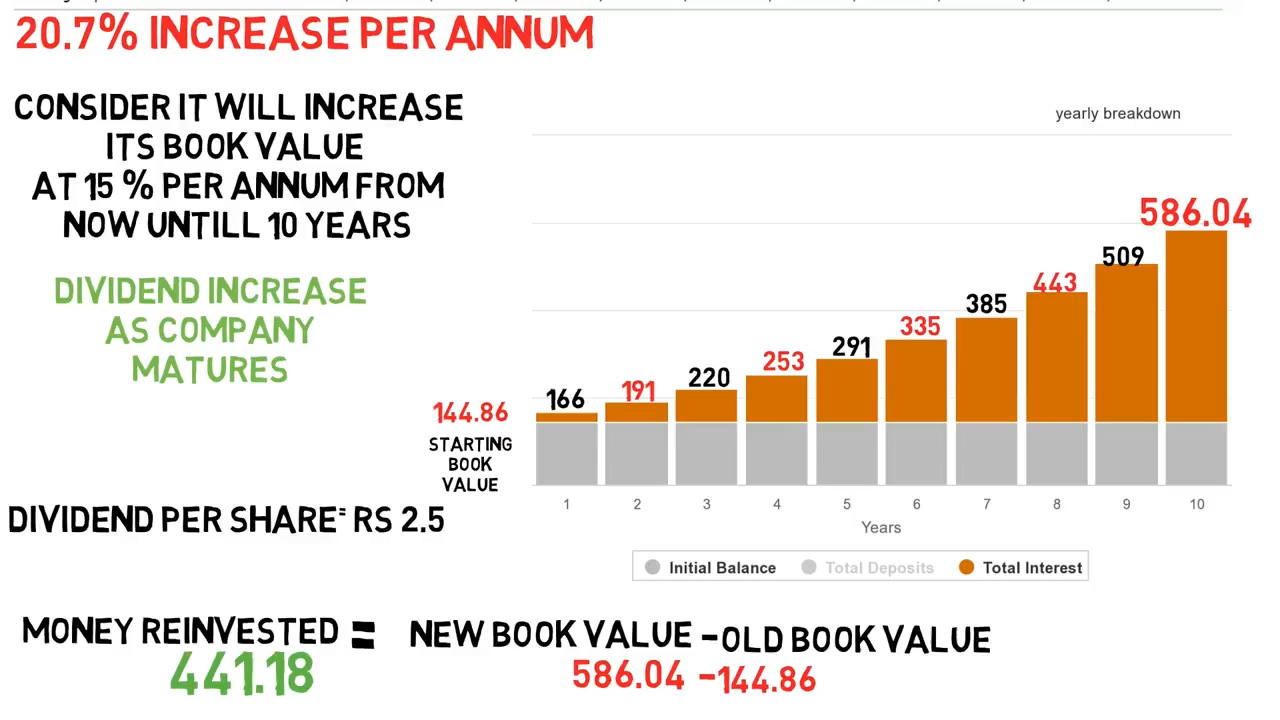 20.7% INCREASE PER ANNUM
CONSIDER IT WILL INCREASE
ITS BOOK VALUE
AT 15 % PER ANNUM FROM
NOW UNTILL 10 YEARS
DIVIDEND INCREASE
AS COMPANY
MATURES
DIVIDEND PER SHARE= RS 2.5
yearly breakdown
144.86
STARTING
BOOK
VALUE
166
191
220
253
291
335
385
443
509
586.04
1 2 3 4 5 6 7 8 9 10
Years
Initial Balance Total Deposits Total Interest
MONEY REINVESTED = NEW BOOK VALUE -OLD BOOK VALUE
441.18 586.04 -144.86